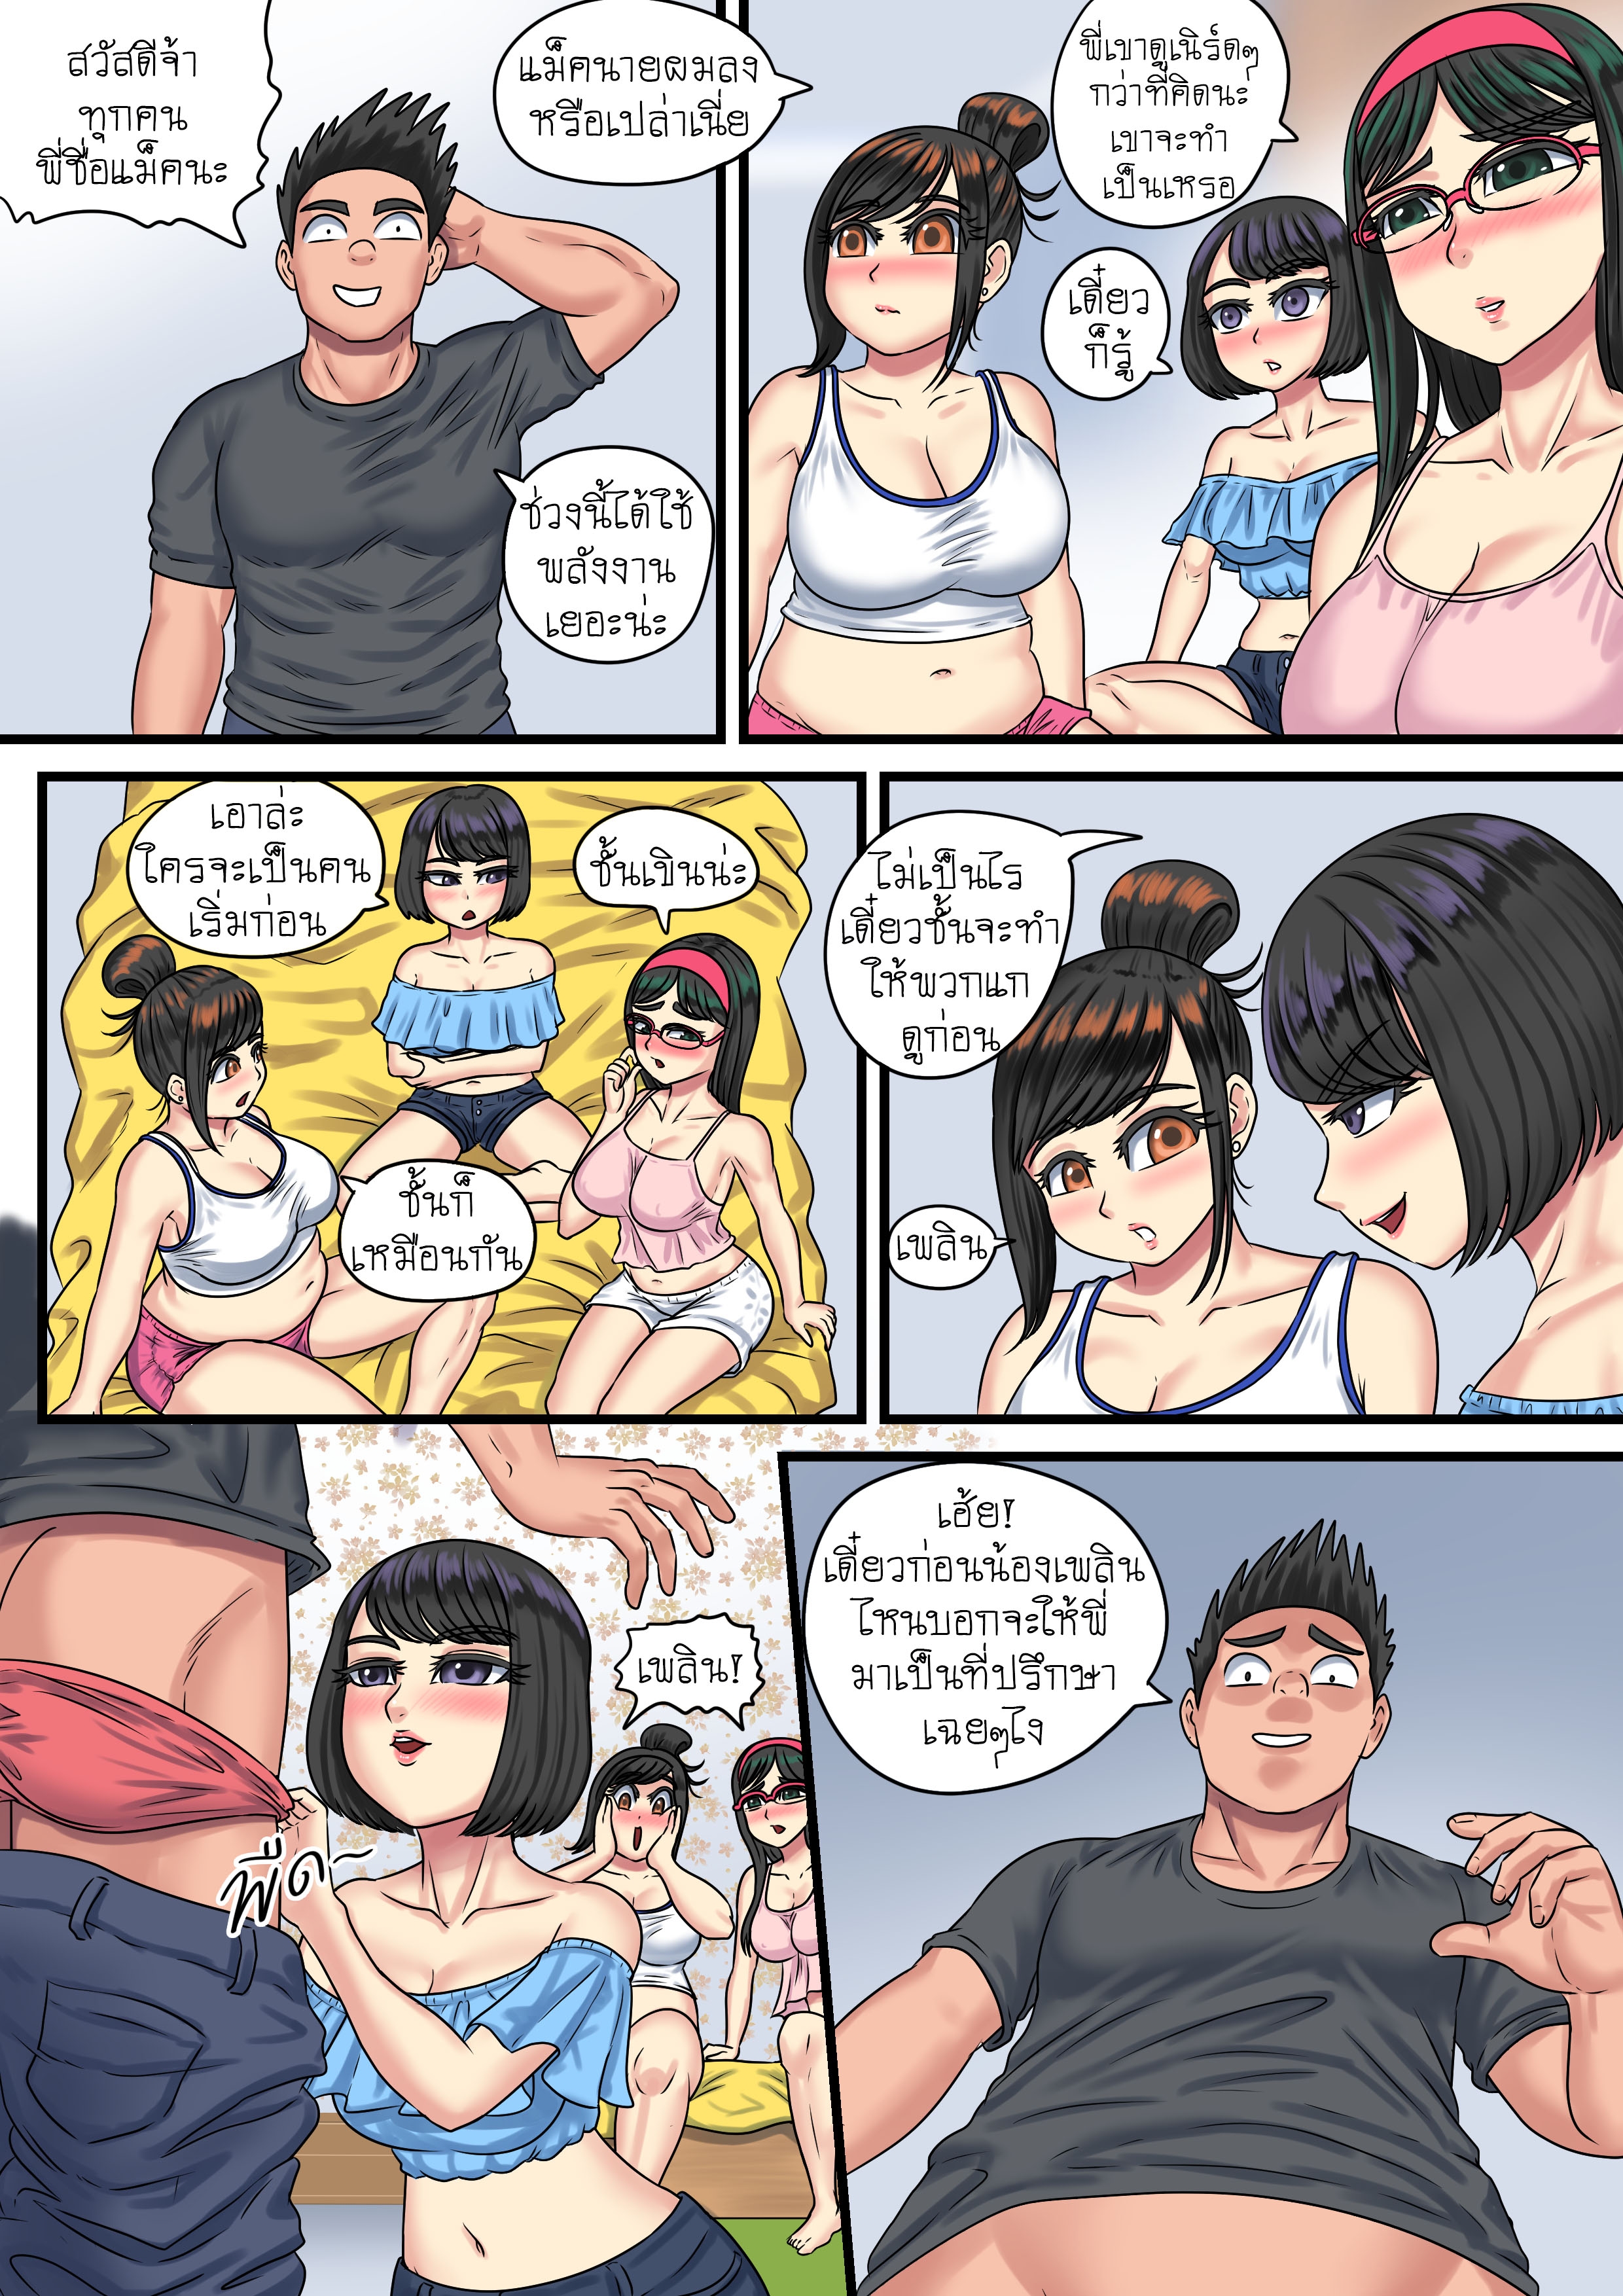 สวัสดีจ้า
ทุกคน
พี่ชื่อแม็คนะ
ช่วงนี้ได้ใช้
พลังงาน
เยอะน่ะ
แม็คนายผมลง
หรือเปล่าเนี่ย
พี่เขาดูเนิร์ดๆ
กว่าที่คิดนะ
เขาจะทำ
เป็นเหรอ
เดี๋ยว
ก็รู้
เอาล่ะ
ใครจะเป็นคน
เริ่มก่อน
ชั้นเขินน่ะ
ชั้นก็
เหมือนกัน
ไม่เป็นไร
เดี๋ยวชั้นจะทำ
ให้พวกแก
ดูก่อน
เพลิน
เพลิน!
พืด~
เฮ้ย!
เดี๋ยวก่อนน้องเพลิน
ไหนบอกจะให้พี่
มาเป็นที่ปรึกษา
เฉยๆไง